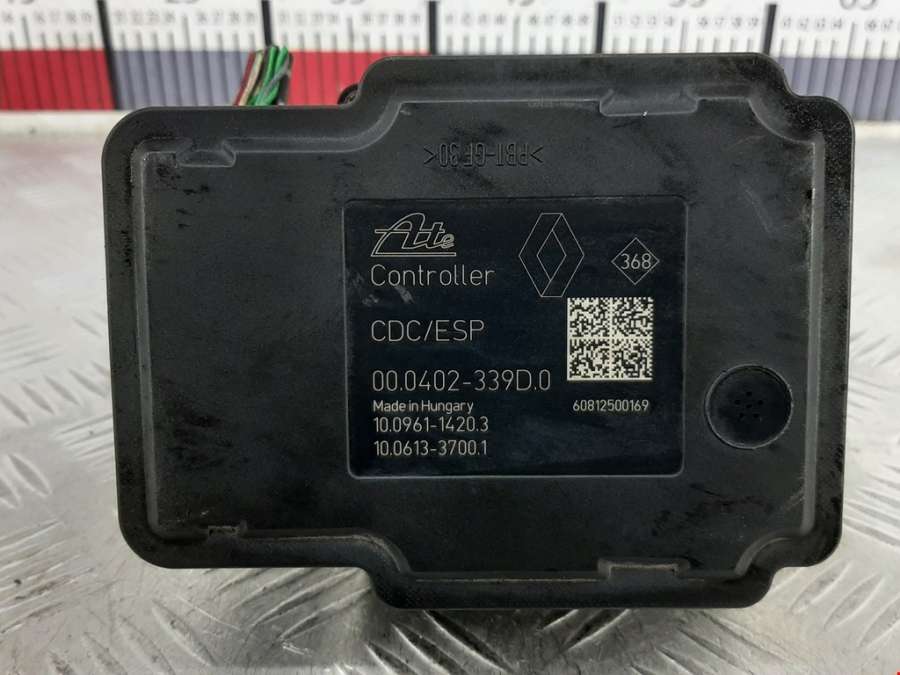 >PBT-GF30<
Ate
368
Controller
CDC/ESP
00.0402-339D.0
Made in Hungary
60812500169
10.0961-1420.3
10.0613-3700.1